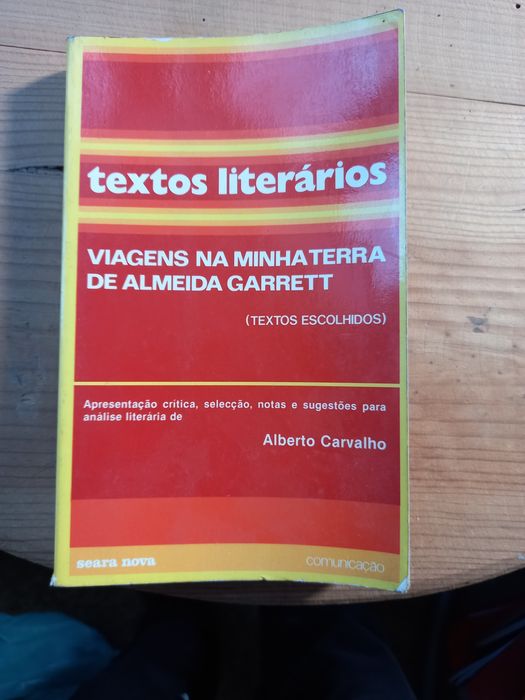 textos literários
VIAGENS NA MINHA TERRA
DE ALMEIDA GARRETT
(TEXTOS ESCOLHIDOS)
Apresentação crítica, selecção, notas e sugestões para
análise literária de
Alberto Carvalho
seara nova
comunicação